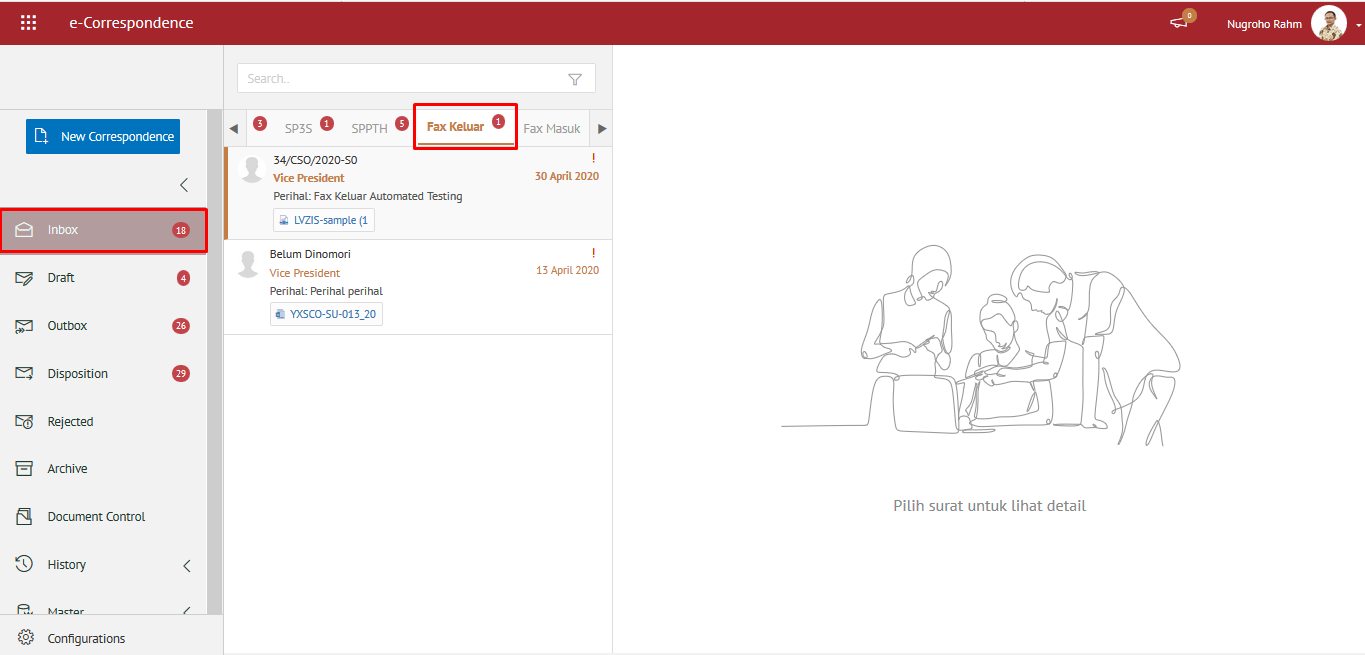 e-Correspondence
0
Nugroho Rahm
Search..
New Correspondence
3
SP3S 1
SPPTH 5
Fax Keluar 1
Fax Masuk
34/CSO/2020-S0 !
Vice President 30 April 2020
Perihal: Fax Keluar Automated Testing
LVZIS-sample (1
Belum Dinomori !
Vice President 13 April 2020
Perihal: Perihal perihal
YXSCO-SU-013_20
Inbox 18
Draft 4
Outbox 26
Disposition 29
Rejected
Archive
Document Control
History
Master
Configurations
Pilih surat untuk lihat detail